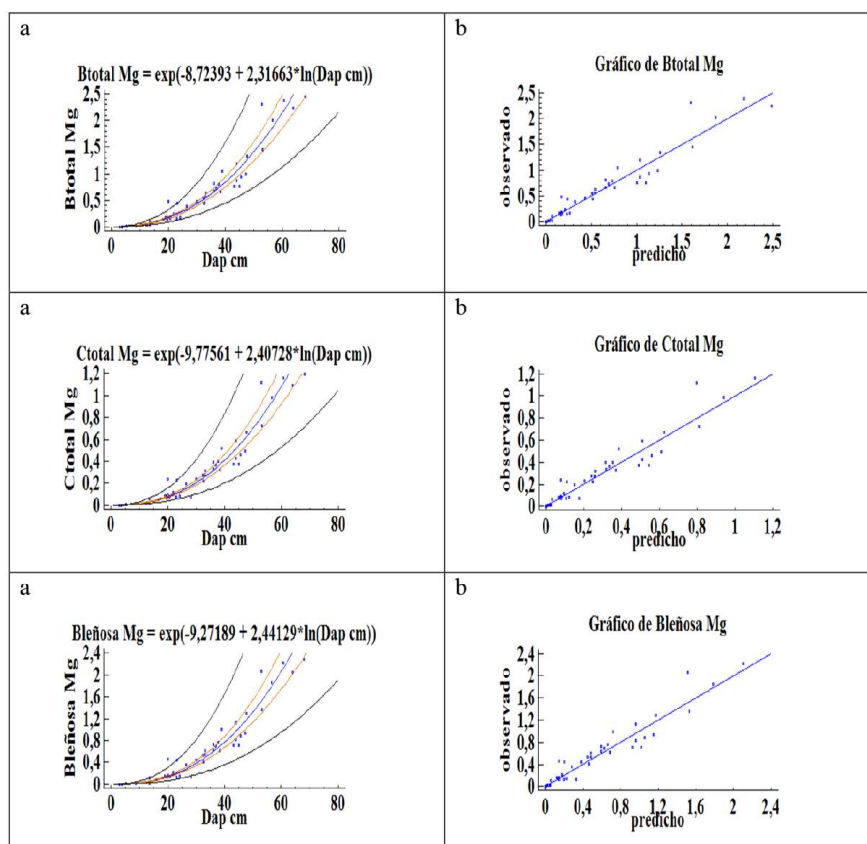 a
Btotal Mg = exp(-8,72393 + 2,31663*ln(Dap cm))
Btotal Mg
2,5
2
1,5
1
0,5
0
0 20 40 60 80
Dap cm
b
Gráfico de Btotal Mg
observado
2,5
2
1,5
1
0,5
0
0 0,5 1 1,5 2 2,5
predicho
a
Ctotal Mg = exp(-9,77561 + 2,40728*ln(Dap cm))
Ctotal Mg
1,2
1
0,8
0,6
0,4
0,2
0
0 20 40 60 80
Dap cm
b
Gráfico de Ctotal Mg
observado
1,2
1
0,8
0,6
0,4
0,2
0
0 0,2 0,4 0,6 0,8 1 1,2
predicho
a
Bleñosa Mg = exp(-9,27189 + 2,44129*ln(Dap cm))
Bleñosa Mg
2,4
2
1,6
1,2
0,8
0,4
0
0 20 40 60 80
Dap cm
b
Gráfico de Bleñosa Mg
observado
2,4
2
1,6
1,2
0,8
0,4
0
0 0,4 0,8 1,2 1,6 2 2,4
predicho